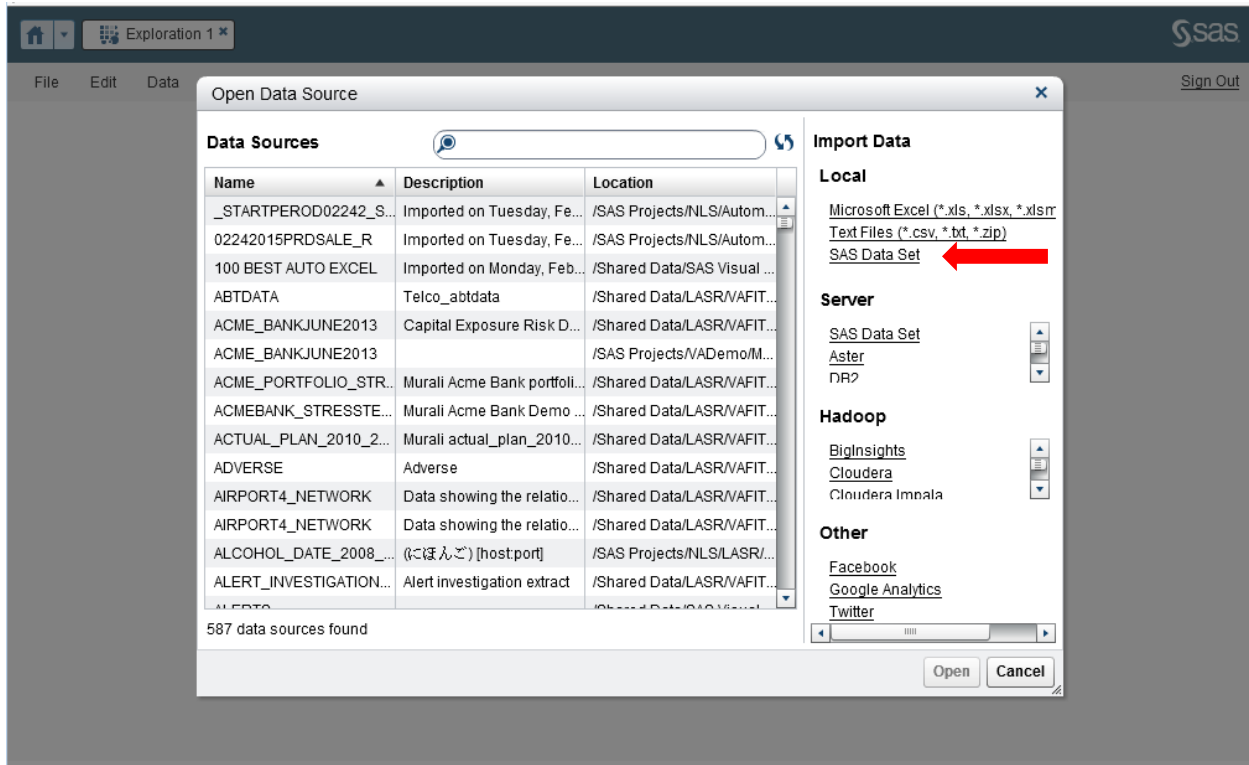 Exploration 1
sas
File Edit Data
Sign Out
Open Data Source
Data Sources
Name Description Location
_STARTPEROD02242_S... Imported on Tuesday, Fe... /SAS Projects/NLS/Autom...
02242015PRDSALE_R Imported on Tuesday, Fe... /SAS Projects/NLS/Autom...
100 BEST AUTO EXCEL Imported on Monday, Feb... /Shared Data/SAS Visual ...
ABTDATA Telco_abtdata /Shared Data/LASR/VAFIT...
ACME_BANKJUNE2013 Capital Exposure Risk D... /Shared Data/LASR/VAFIT...
ACME_BANKJUNE2013 /SAS Projects/VADemo/M...
ACME_PORTFOLIO_STR... Murali Acme Bank portfoli... /Shared Data/LASR/VAFIT...
ACMEBANK_STRESSTE... Murali Acme Bank Demo ... /Shared Data/LASR/VAFIT...
ACTUAL_PLAN_2010_2... Murali actual_plan_2010... /Shared Data/LASR/VAFIT...
ADVERSE Adverse /Shared Data/LASR/VAFIT...
AIRPORT4_NETWORK Data showing the relatio... /Shared Data/LASR/VAFIT...
AIRPORT4_NETWORK Data showing the relatio... /Shared Data/LASR/VAFIT...
ALCOHOL_DATE_2008_... (にほんご) [host:port] /SAS Projects/NLS/LASR/...
ALERT_INVESTIGATION... Alert investigation extract /Shared Data/LASR/VAFIT...
ALERTS /Shared Data/SAS Visual
587 data sources found
Import Data
Local
Microsoft Excel (*.xls, *.xlsx, *.xlsm
Text Files (*.csv, *.txt, *.zip)
SAS Data Set
Server
SAS Data Set
Aster
DB2
Hadoop
BigInsights
Cloudera
Cloudera Impala
Other
Facebook
Google Analytics
Twitter
Open Cancel